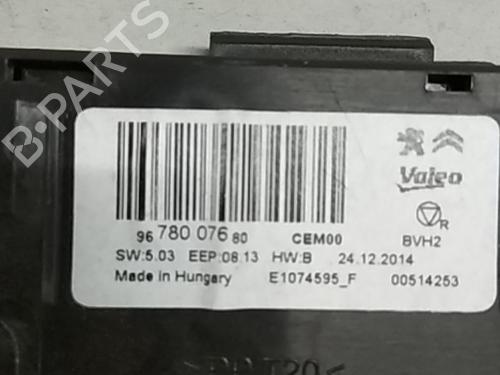 B-PARTS
Valeo
R
96 780 076 80 CEM00 BVH2
SW:5.03 EEP:08.13 HW:B 24.12.2014
Made in Hungary E1074595_F 00514253